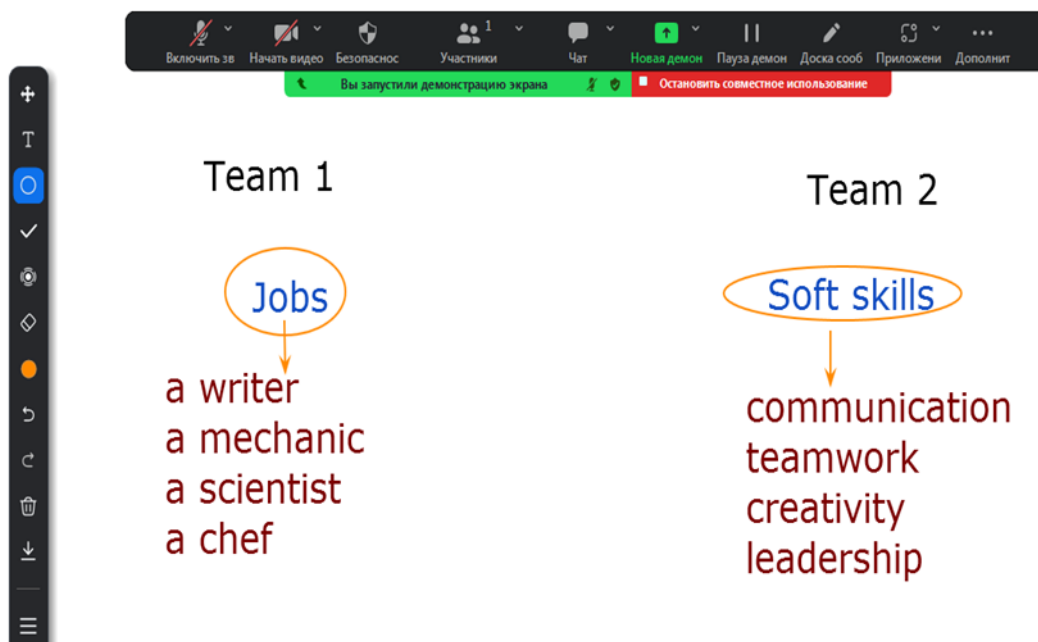 1
Включить зв Начать видео Безопаснос Участники Чат Новая демон Пауза демон Доска сооб Приложени Дополнит
Вы запустили демонстрацию экрана Остановить совместное использование
T
Team 1
Team 2
Jobs
Soft skills
a writer
a mechanic
a scientist
a chef
communication
teamwork
creativity
leadership